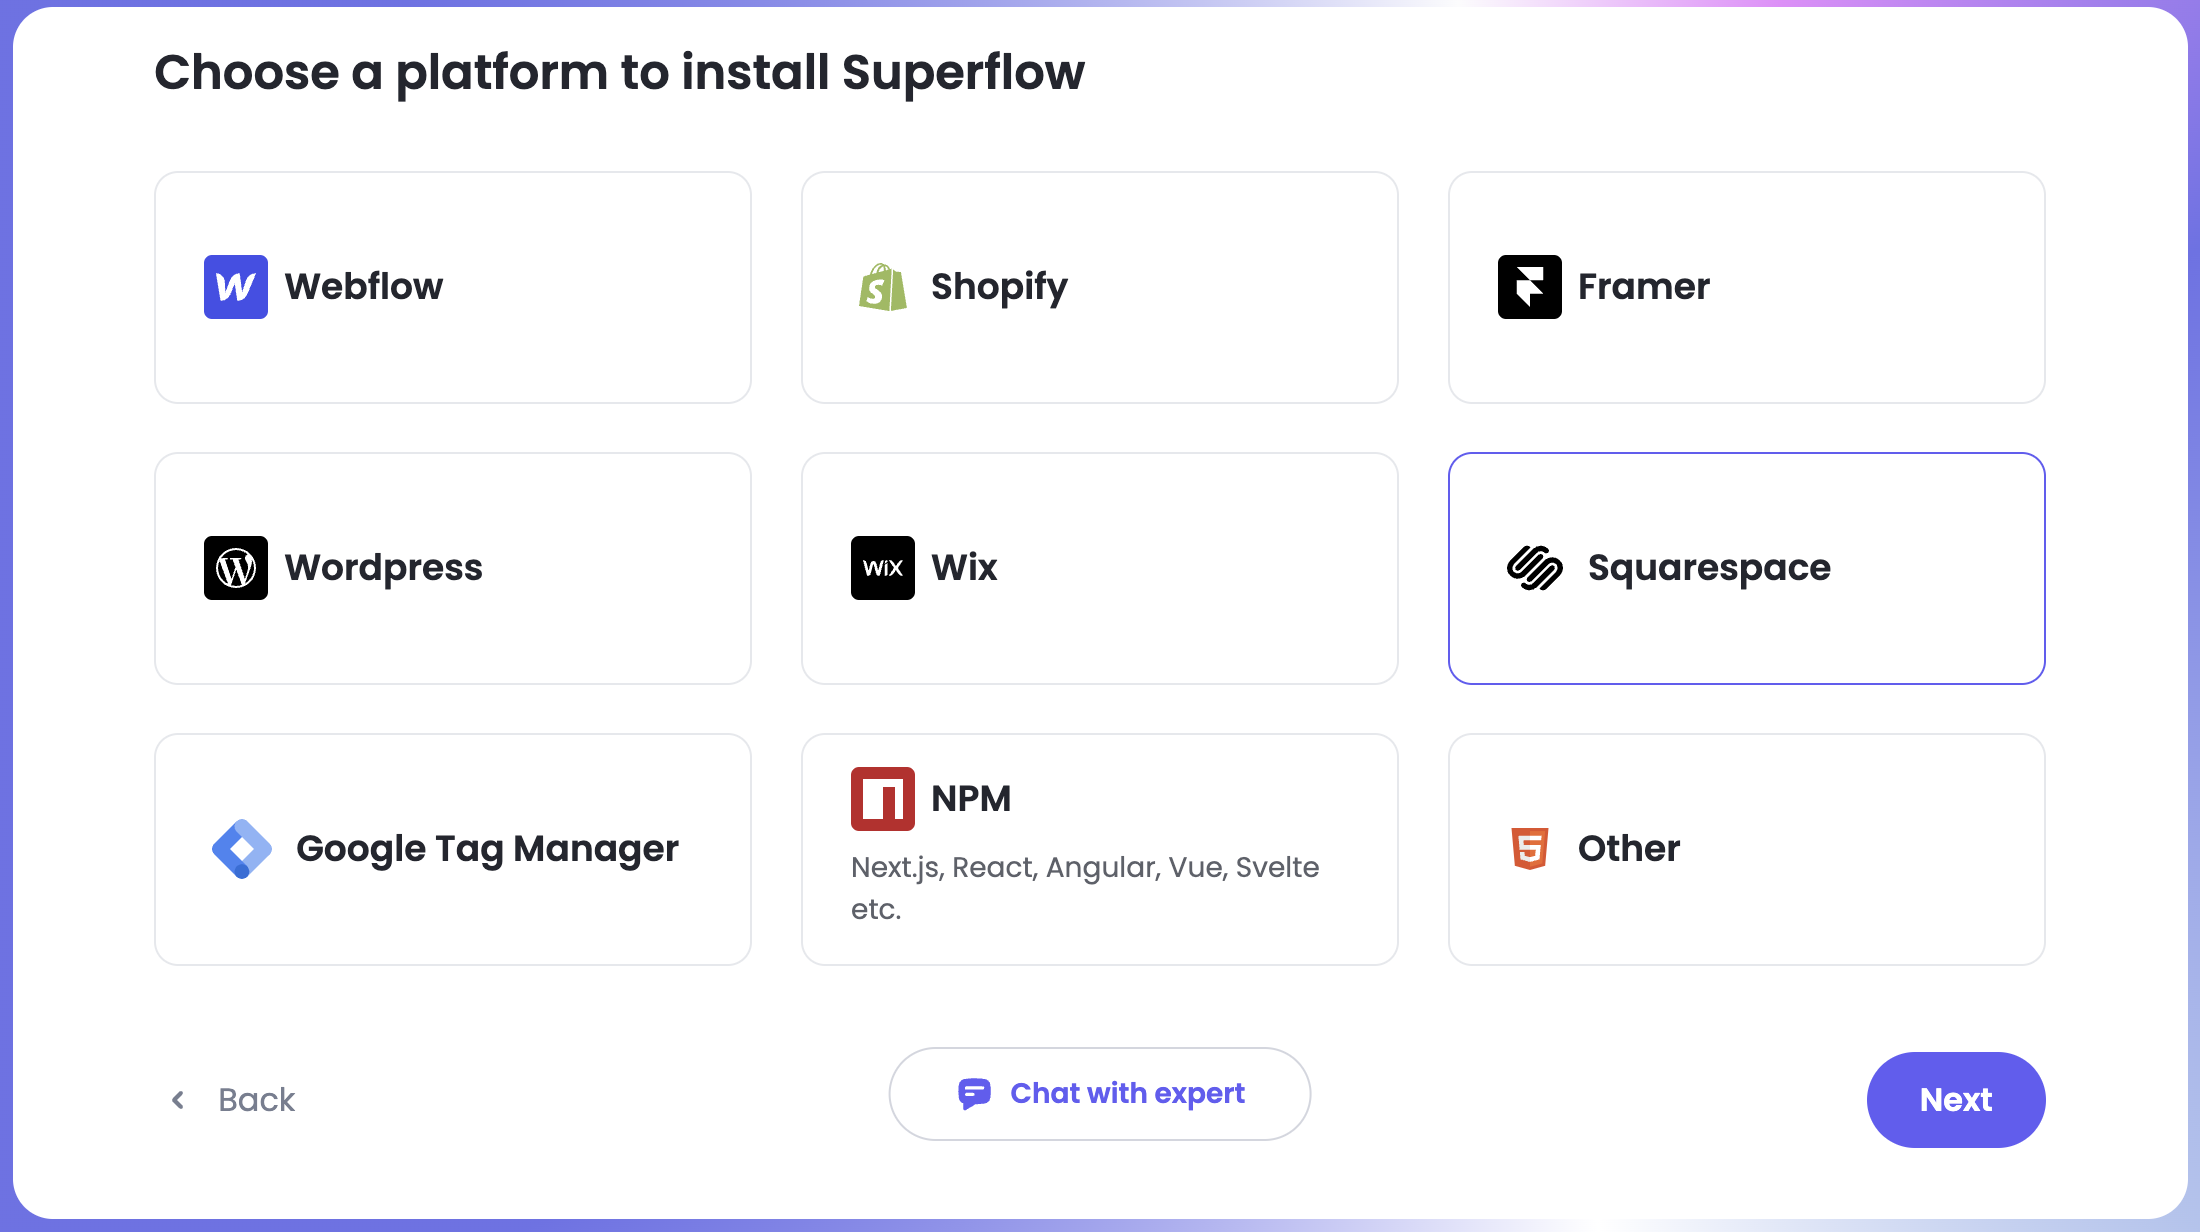 Choose a platform to install Superflow
Webflow
Shopify
Framer
Wordpress
WiX
Wix
Squarespace
Google Tag Manager
NPM
Next.js, React, Angular, Vue, Svelte
etc.
Other
Back
Chat with expert
Next